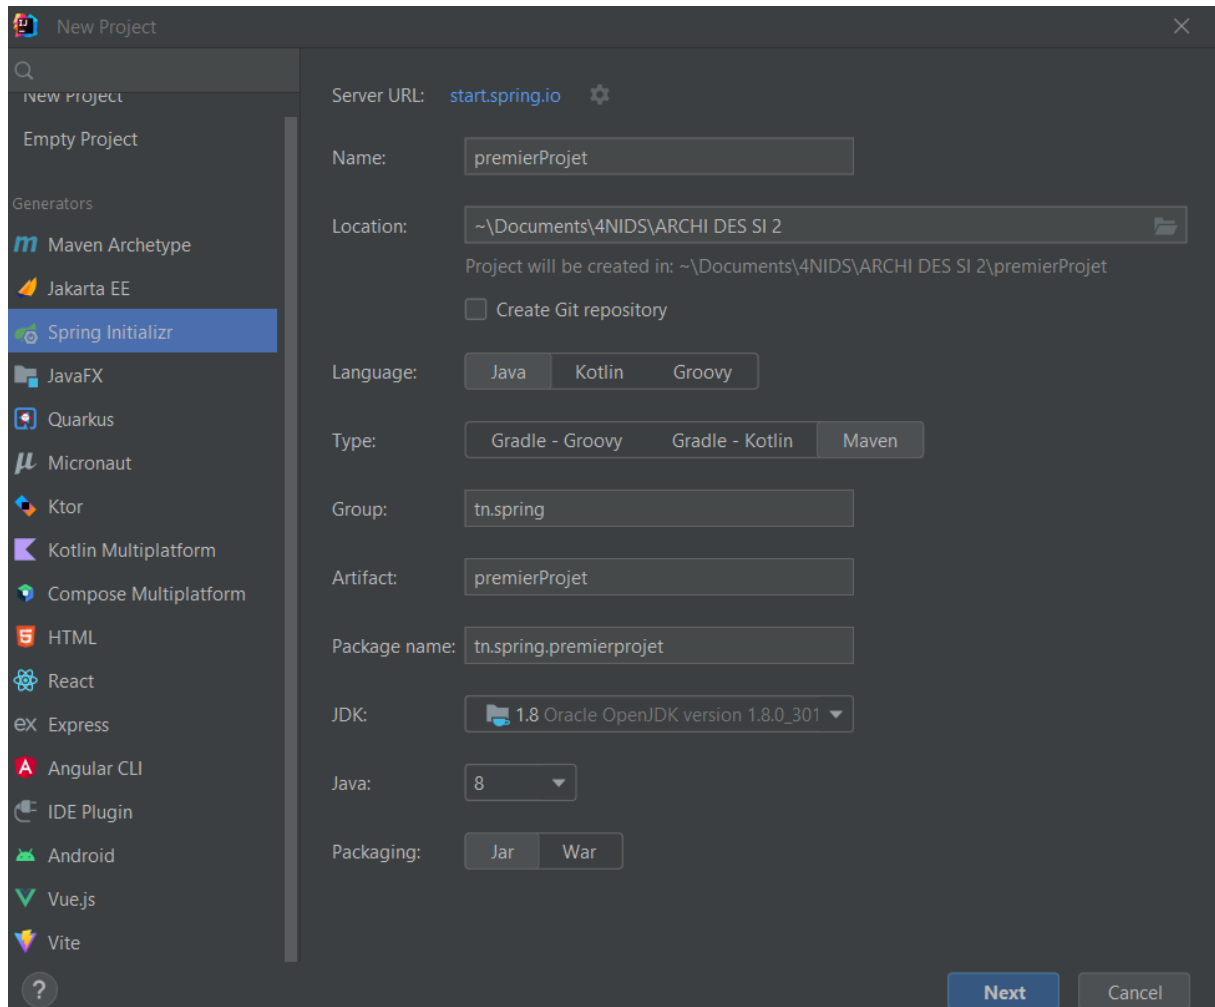 New Project
New Project
Empty Project
Generators
Maven Archetype
Jakarta EE
Spring Initializr
JavaFX
Quarkus
Micronaut
Ktor
Kotlin Multiplatform
Compose Multiplatform
HTML
React
ex Express
Angular CLI
IDE Plugin
Android
Vue.js
Vite
?
Server URL: start.spring.io
Name: premierProjet
Location: ~\Documents\4NIDS\ARCHI DES SI 2
Project will be created in: ~\Documents\4NIDS\ARCHI DES SI 2\premierProjet
Create Git repository
Language: Java Kotlin Groovy
Type: Gradle - Groovy Gradle - Kotlin Maven
Group: tn.spring
Artifact: premierProjet
Package name: tn.spring.premierprojet
JDK: 1.8 Oracle OpenJDK version 1.8.0_301
Java: 8
Packaging: Jar War
Next Cancel